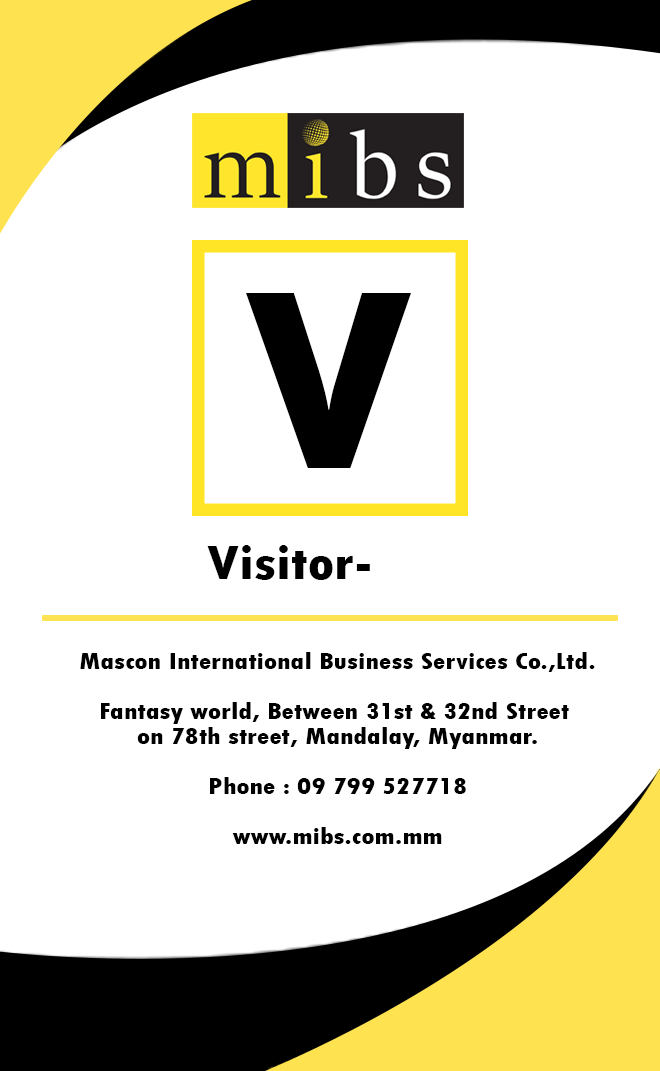 mibs
V
Visitor-
Mascon International Business Services Co.,Ltd.
Fantasy world, Between 31st & 32nd Street
on 78th street, Mandalay, Myanmar.
Phone : 09 799 527718
www.mibs.com.mm